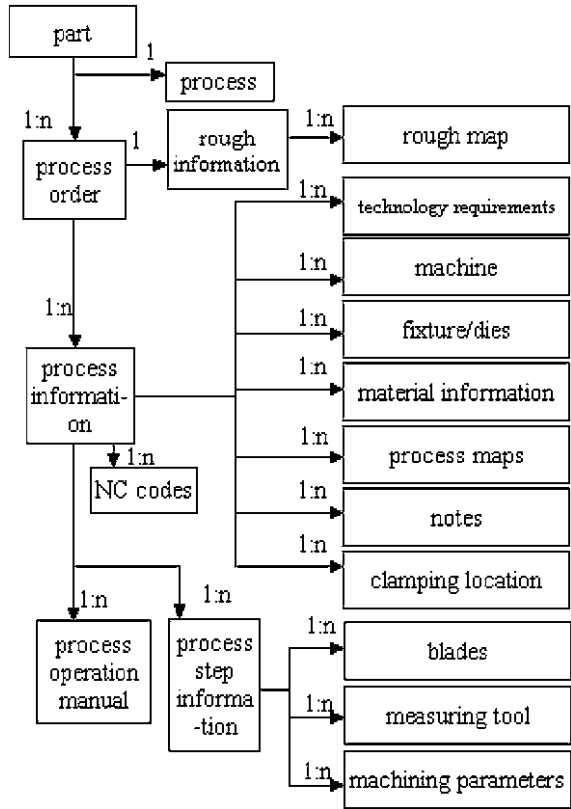 part
1
process
1:n
1
rough
information
1:n
rough map
process
order
1:n
technology requirements
1:n
machine
1:n
1:n
fixture/dies
process
informati-
on
1:n
material information
1:n
process maps
1:n
NC codes
1:n
notes
1:n
clamping location
1:n
1:n
process
operation
manual
process
step
informa
-tion
1:n
blades
1:n
measuring tool
1:n
machining parameters